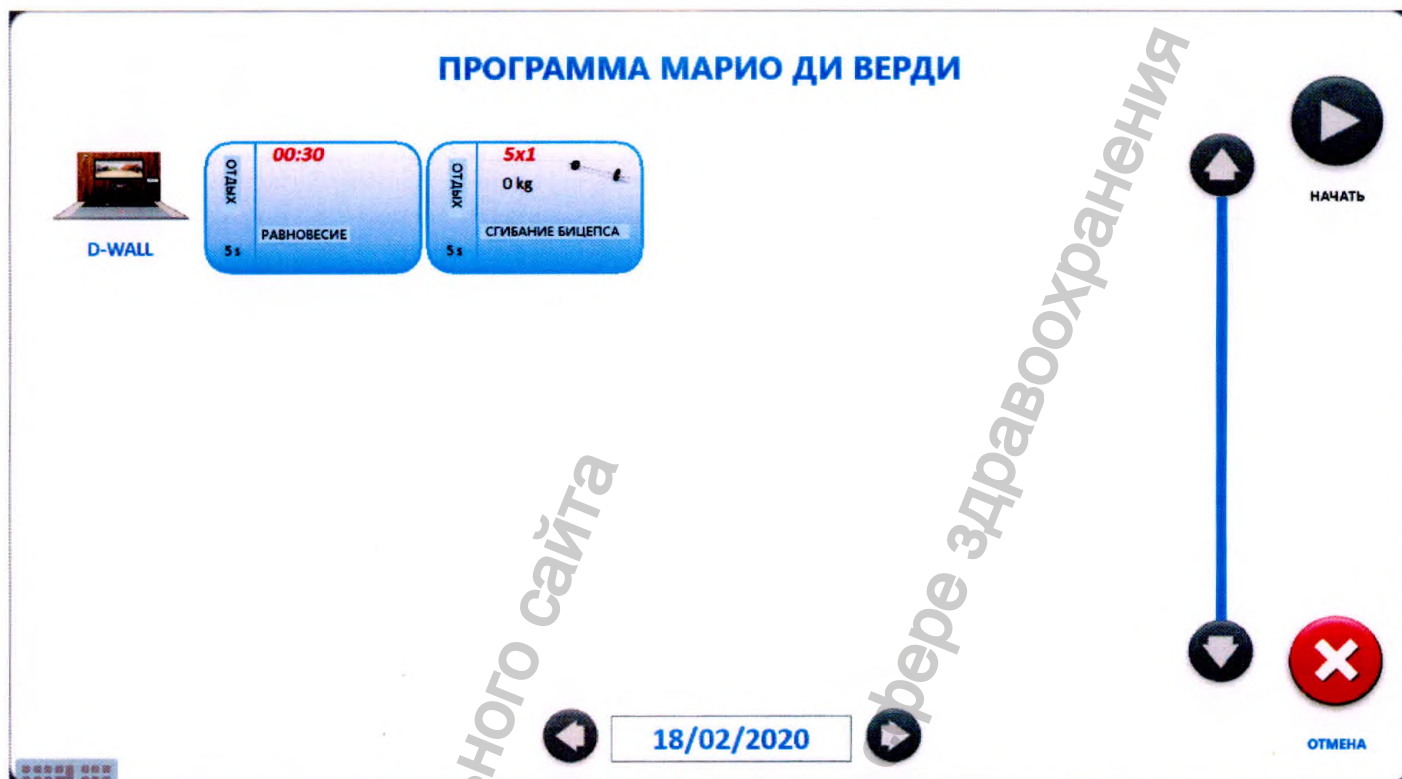 ПРОГРАММА МАРИО ДИ ВЕРДИ
D-WALL
ОТДЫХ
5 s
00:30
РАВНОВЕСИЕ
ОТДЫХ
5 s
5x1
0 kg
СГИБАНИЕ БИЦЕПСА
НАЧАТЬ
18/02/2020
ОТМЕНА
ного сайта
сфере здравоохранения